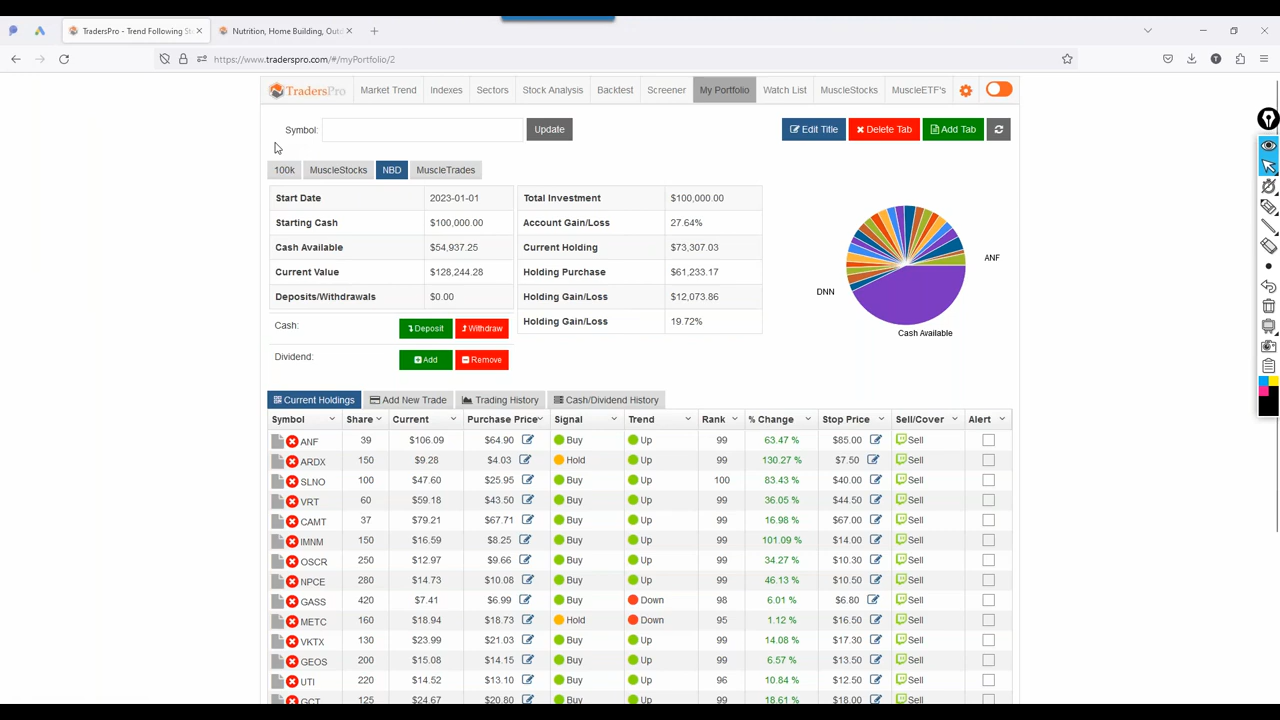 TradersPro - Trend Following St
Nutrition, Home Building, Outd
https://www.traderspro.com/#/myPortfolio/2
TradersPro Market Trend Indexes Sectors Stock Analysis Backtest Screener My Portfolio Watch List MuscleStocks MuscleETF's
Symbol: Update Edit Title Delete Tab Add Tab
100k MuscleStocks NBD MuscleTrades
Start Date 2023-01-01 Total Investment $100,000.00
Starting Cash $100,000.00 Account Gain/Loss 27.64%
Cash Available $54,937.25 Current Holding $73,307.03
Current Value $128,244.28 Holding Purchase $61,233.17
Deposits/Withdrawals $0.00 Holding Gain/Loss $12,073.86
Cash: Deposit Withdraw Holding Gain/Loss 19.72%
Dividend: Add Remove
ANF
DNN
Cash Available
Current Holdings Add New Trade Trading History Cash/Dividend History
Symbol Share Current Purchase Price Signal Trend Rank % Change Stop Price Sell/Cover Alert
ANF 39 $106.09 $64.90 Buy Up 99 63.47 % $85.00 Sell
ARDX 150 $9.28 $4.03 Hold Up 99 130.27 % $7.50 Sell
SLNO 100 $47.60 $25.95 Buy Up 100 83.43 % $40.00 Sell
VRT 60 $59.18 $43.50 Buy Up 99 36.05 % $44.50 Sell
CAMT 37 $79.21 $67.71 Buy Up 99 16.98 % $67.00 Sell
IMNM 150 $16.59 $8.25 Buy Up 99 101.09 % $14.00 Sell
OSCR 250 $12.97 $9.66 Buy Up 99 34.27 % $10.30 Sell
NPCE 280 $14.73 $10.08 Buy Up 99 46.13 % $10.50 Sell
GASS 420 $7.41 $6.99 Buy Down 98 6.01 % $6.80 Sell
METC 160 $18.94 $18.73 Hold Down 95 1.12 % $16.50 Sell
VKTX 130 $23.99 $21.03 Buy Up 99 14.08 % $17.30 Sell
GEOS 200 $15.08 $14.15 Buy Up 99 6.57 % $13.50 Sell
UTI 220 $14.52 $13.10 Buy Up 96 10.84 % $12.50 Sell
GCT 125 $24.67 $20.80 Buy Up 99 18.61 % $18.00 Sell